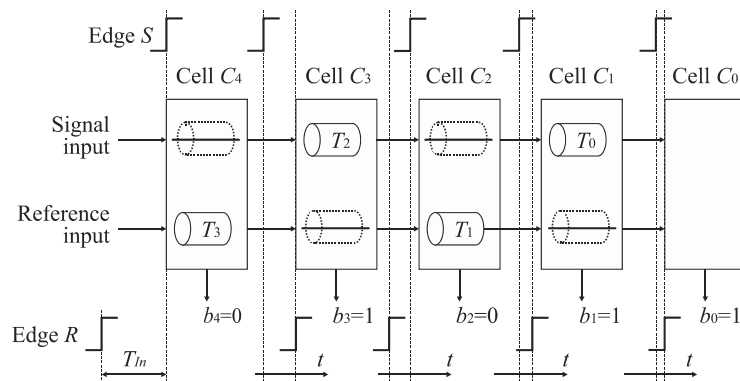 Edge S
Cell C4 Cell C3 Cell C2 Cell C1 Cell C0
Signal input
T2 T0
Reference input
T3 T1
b4=0 b3=1 b2=0 b1=1 b0=1
Edge R
TIn t t t t